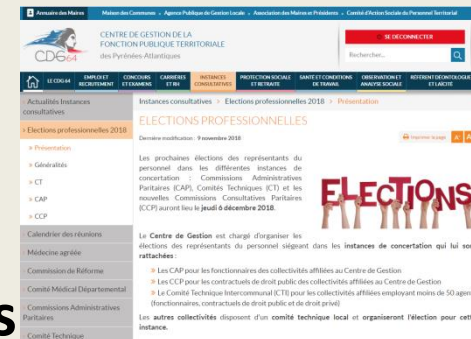 Annuaire des Maires Maison des Communes Agence Publique de Gestion Locale Association des Maires et Présidents Comité d'Action Sociale du Personnel Territorial
CDG64
CENTRE DE GESTION DE LA
FONCTION PUBLIQUE TERRITORIALE
des Pyrénées Atlantiques
SE DÉCONNECTER
Rechercher...
LE CDG 64 EMPLOI ET RECRUTEMENT CONCOURS ET EXAMENS CARRIÈRES ET RH INSTANCES CONSULTATIVES PROTECTION SOCIALE ET RETRAITE SANTÉ ET CONDITIONS DE TRAVAIL OBSERVATION ET ANALYSE SOCIALE RÉFÉRENT DÉONTOLOGUE ET LAÏCITÉ
Actualités Instances
consultatives
Elections professionnelles 2018
» Présentation
» Généralités
» CT
» CAP
» CCP
Calendrier des réunions
Médecine agréée
Commission de Réforme
Comité Médical Départemental
Commissions Administratives
Paritaires
Comité Technique
s
Instances consultatives > Elections professionnelles 2018 > Présentation
ELECTIONS PROFESSIONNELLES
Dernière modification : 9 novembre 2018
Imprimer la page A- A
Les prochaines élections des représentants du
personnel dans les différentes instances de
concertation : Commissions Administratives
Paritaires (CAP), Comités Techniques (CT) et les
nouvelles Commissions Consultatives Paritaires
(CCP) auront lieu le jeudi 6 décembre 2018.
ELECTIONS
Le Centre de Gestion est chargé d'organiser les
élections des représentants du personnel siégeant dans les instances de concertation qui lui so
rattachées :
» Les CAP pour les fonctionnaires des collectivités affiliées au Centre de Gestion
» Les CCP pour les contractuels de droit public des collectivités affiliées au Centre de Gestion
» Le Comité Technique Intercommunal (CTI) pour les collectivités affiliées employant moins de 50 agen
(fonctionnaires, contractuels de droit public et de droit privé)
Les autres collectivités disposent d'un comité technique local et organiseront l'élection pour cett
instance.